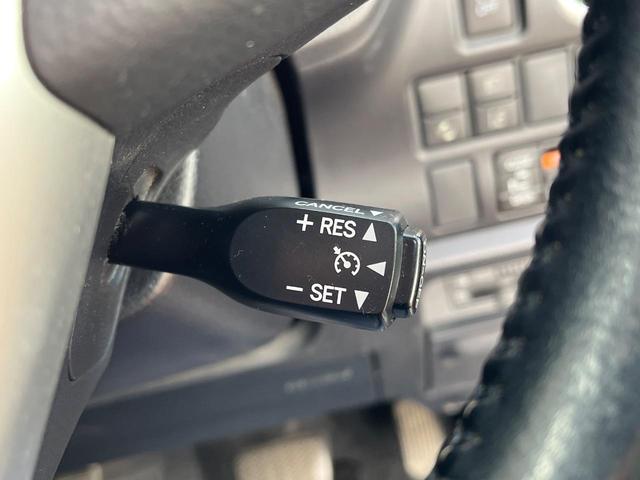 CANCEL ▼
+ RES ▲
◀
− SET ▼